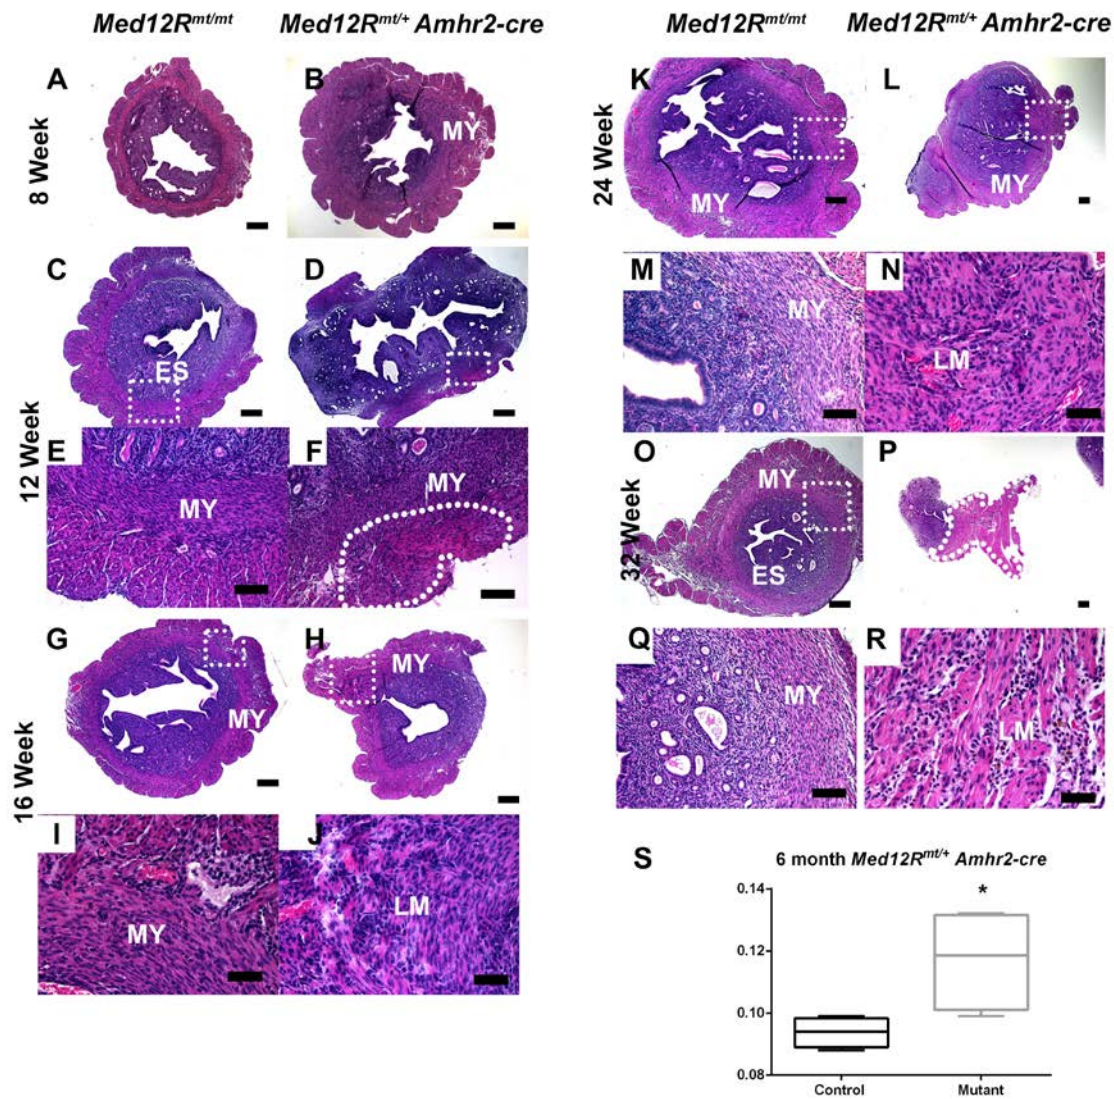 Med12R^mt/mt Med12R^mt/+ Amhr2-cre
8 Week
A
B
MY
12 Week
C
ES
D
E
MY
F
MY
16 Week
G
MY
H
MY
I
MY
J
LM
Med12R^mt/mt Med12R^mt/+ Amhr2-cre
24 Week
K
MY
L
MY
M
MY
N
LM
32 Week
O
MY
ES
P
Q
MY
R
LM
S
6 month Med12R^mt/+ Amhr2-cre
0.14
*
0.12
0.10
0.08
Control Mutant